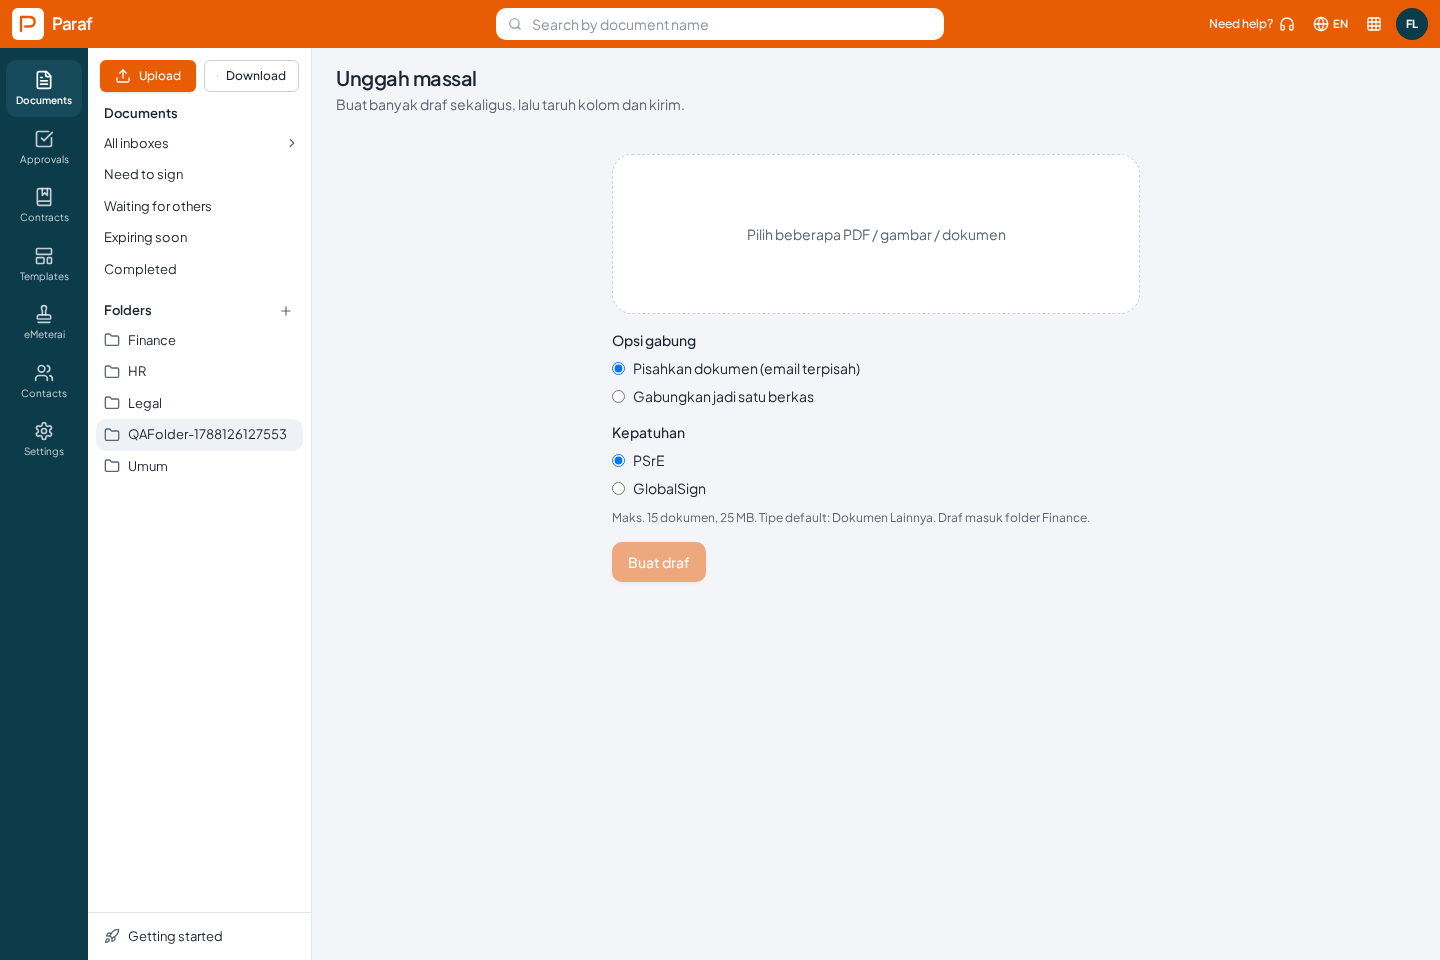 Paraf
Search by document name
Need help?
EN
FL
Documents
Approvals
Contracts
Templates
eMeterai
Contacts
Settings
Upload
Download
Documents
All inboxes
Need to sign
Waiting for others
Expiring soon
Completed
Folders
Finance
HR
Legal
QAFolder-1788126127553
Umum
Getting started
Unggah massal
Buat banyak draf sekaligus, lalu taruh kolom dan kirim.
Pilih beberapa PDF / gambar / dokumen
Opsi gabung
Pisahkan dokumen (email terpisah)
Gabungkan jadi satu berkas
Kepatuhan
PSrE
GlobalSign
Maks. 15 dokumen, 25 MB. Tipe default: Dokumen Lainnya. Draf masuk folder Finance.
Buat draf